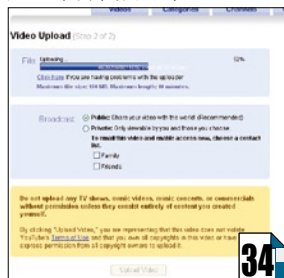 Videos Categories Channels
Video Upload (Step 2 of 2)
File: Uploading...
Click here if you are having problems with the uploader
Maximum file size: 100 MB. Maximum length: 10 minutes.
Broadcast: Public: Share your video with the world! (Recommended)
Private: Only viewable by you and those you choose
To email this video and enable access now, choose a contact
list.
Family
Friends
Do not upload any TV shows, music videos, music concerts, or commercials
without permission unless they consist entirely of content you created
yourself.
By clicking "Upload Video," you are representing that this video does not violate
YouTube's Terms of Use and that you own all copyrights in this video or have
express permission from all copyright owners to upload it.
Upload Video
34